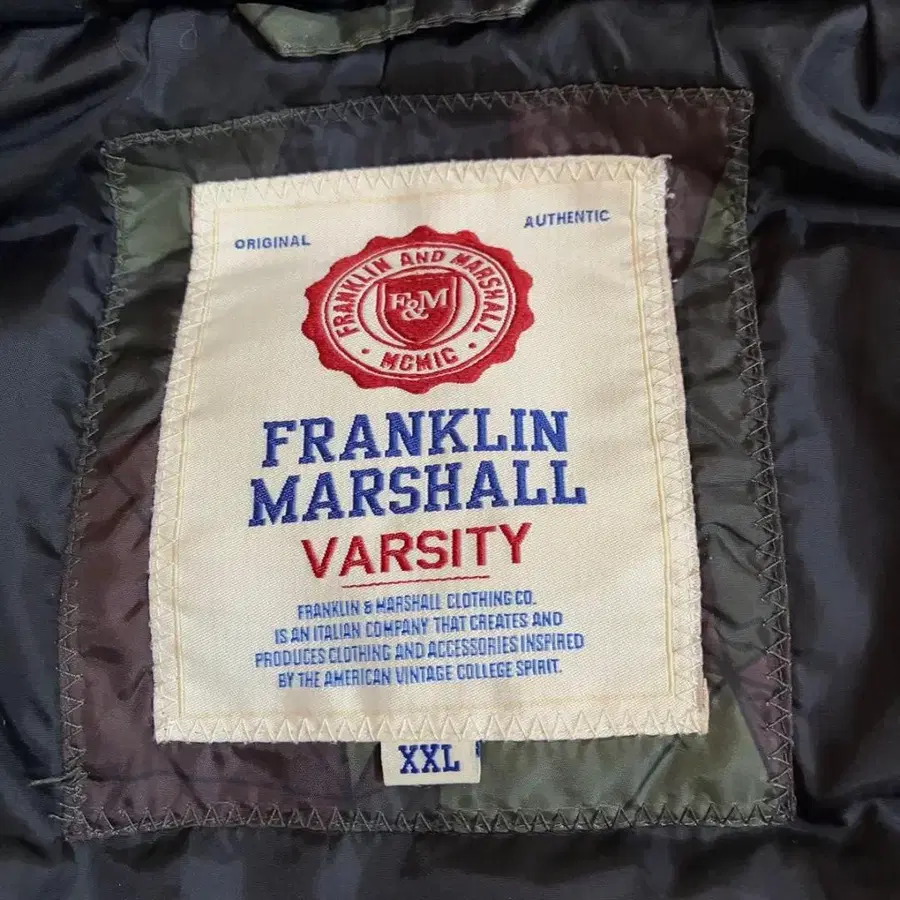 ORIGINAL
AUTHENTIC
FRANKLIN AND MARSHALL
F&M
• MCMIC •
FRANKLIN
MARSHALL
VARSITY
FRANKLIN & MARSHALL CLOTHING CO.
IS AN ITALIAN COMPANY THAT CREATES AND
PRODUCES CLOTHING AND ACCESSORIES INSPIRED
BY THE AMERICAN VINTAGE COLLEGE SPIRIT.
XXL